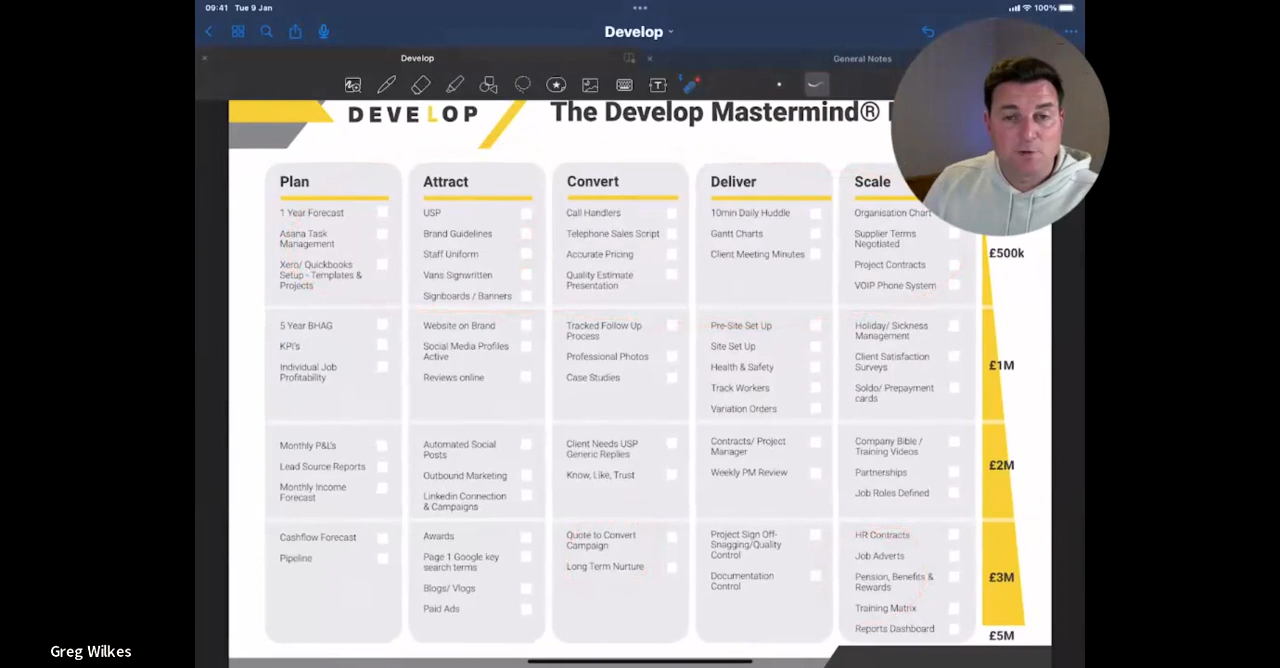 09:41 Tue 9 Jan
100%
Develop
Develop
General Notes
DEVELOP
The Develop Mastermind®
Plan
1 Year Forecast
Asana Task
Management
Xero/ Quickbooks
Setup - Templates &
Projects
5 Year BHAG
KPI's
Individual Job
Profitability
Monthly P&L's
Lead Source Reports
Monthly Income
Forecast
Cashflow Forecast
Pipeline
Attract
USP
Brand Guidelines
Staff Uniform
Vans Signwritten
Signboards / Banners
Website on Brand
Social Media Profiles
Active
Reviews online
Automated Social
Posts
Outbound Marketing
Linkedin Connection
& Campaigns
Awards
Page 1 Google key
search terms
Blogs/ Vlogs
Paid Ads
Convert
Call Handlers
Telephone Sales Script
Accurate Pricing
Quality Estimate
Presentation
Tracked Follow Up
Process
Professional Photos
Case Studies
Client Needs USP
Generic Replies
Know, Like, Trust
Quote to Convert
Campaign
Long Term Nurture
Deliver
10min Daily Huddle
Gantt Charts
Client Meeting Minutes
Pre-Site Set Up
Site Set Up
Health & Safety
Track Workers
Variation Orders
Contracts/ Project
Manager
Weekly PM Review
Project Sign Off-
Snagging/Quality
Control
Documentation
Control
Scale
Organisation Chart
Supplier Terms
Negotiated
Project Contracts
VOIP Phone System
Holiday/ Sickness
Management
Client Satisfaction
Surveys
Soldo/ Prepayment
cards
Company Bible /
Training Videos
Partnerships
Job Roles Defined
HR Contracts
Job Adverts
Pension, Benefits &
Rewards
Training Matrix
Reports Dashboard
£500k
£1M
£2M
£3M
£5M
Greg Wilkes